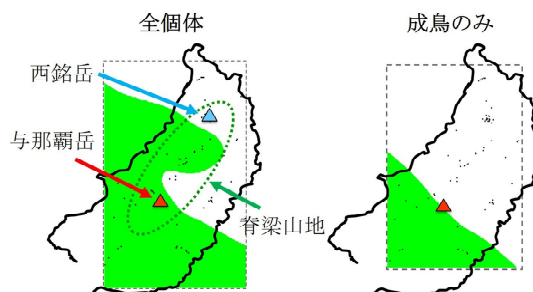 全個体
成鳥のみ
西銘岳
与那覇岳
脊梁山地